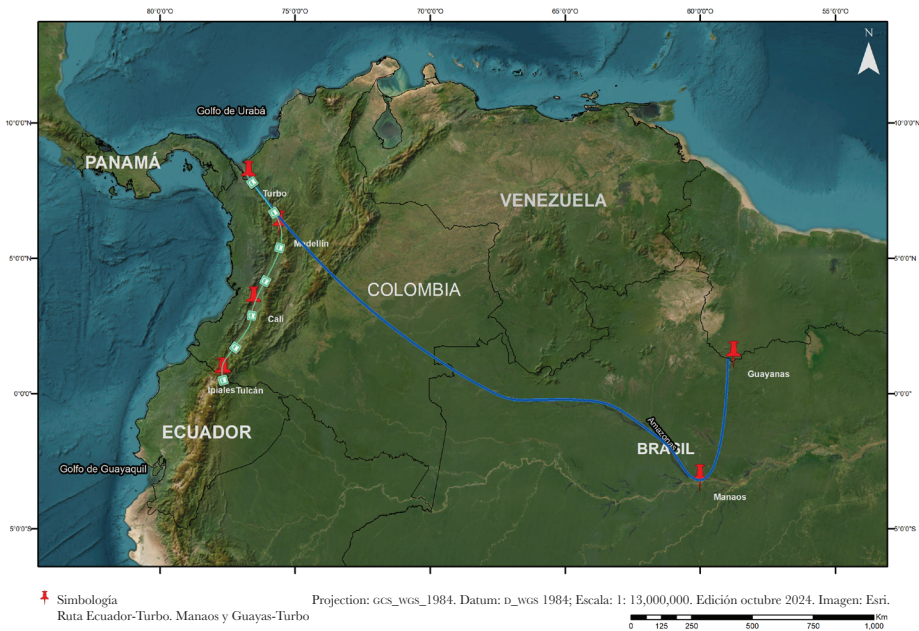 80°0'0"O 75°0'0"O 70°0'0"O 65°0'0"O 60°0'0"O 55°0'0"O
N
Golfo de Urabá
10°0'0"N 10°0'0"N
PANAMÁ
Turbo
VENEZUELA
Medellín
5°0'0"N 5°0'0"N
COLOMBIA
Cali
Guayanas
Ipiales Tulcán
0°0'0" 0°0'0"
ECUADOR
Amazonas
BRASIL
Golfo de Guayaquil
Manaos
5°0'0"S 5°0'0"S
Simbología
Ruta Ecuador-Turbo. Manaos y Guayas-Turbo
Projection: GCS_WGS_1984. Datum: D_WGS 1984; Escala: 1: 13,000,000. Edición octubre 2024. Imagen: Esri.
Km
0 125 250 500 750 1,000